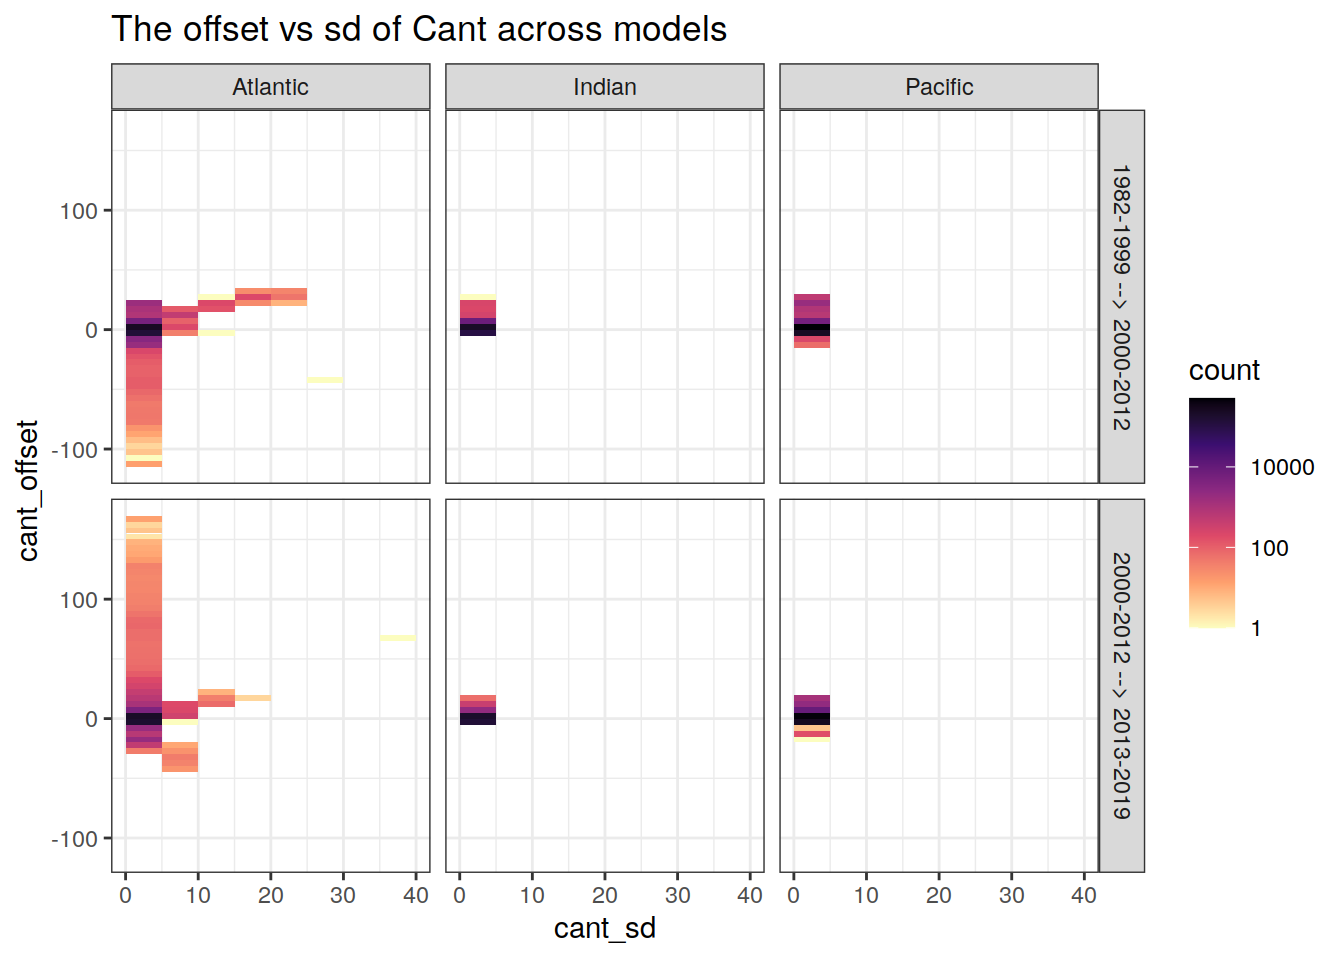 The offset vs sd of Cant across models
Atlantic
Indian
Pacific
1982-1999 --> 2000-2012
2000-2012 --> 2013-2019
cant_offset
100
0
-100
100
0
-100
0 10 20 30 40
0 10 20 30 40
0 10 20 30 40
cant_sd
count
10000
100
1